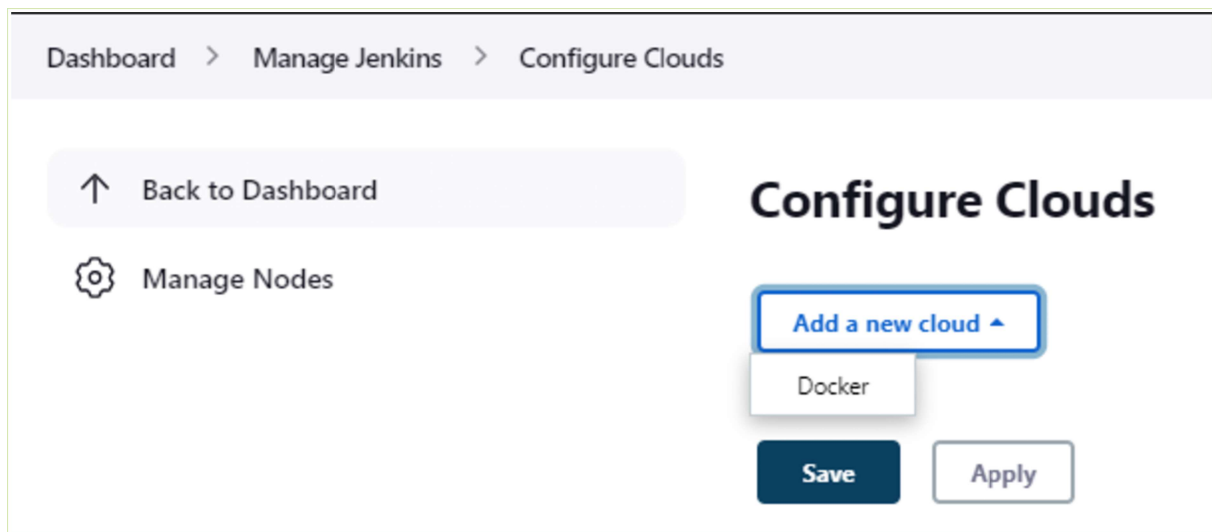 Dashboard > Manage Jenkins > Configure Clouds
Back to Dashboard
Manage Nodes
Configure Clouds
Add a new cloud
Docker
Save Apply